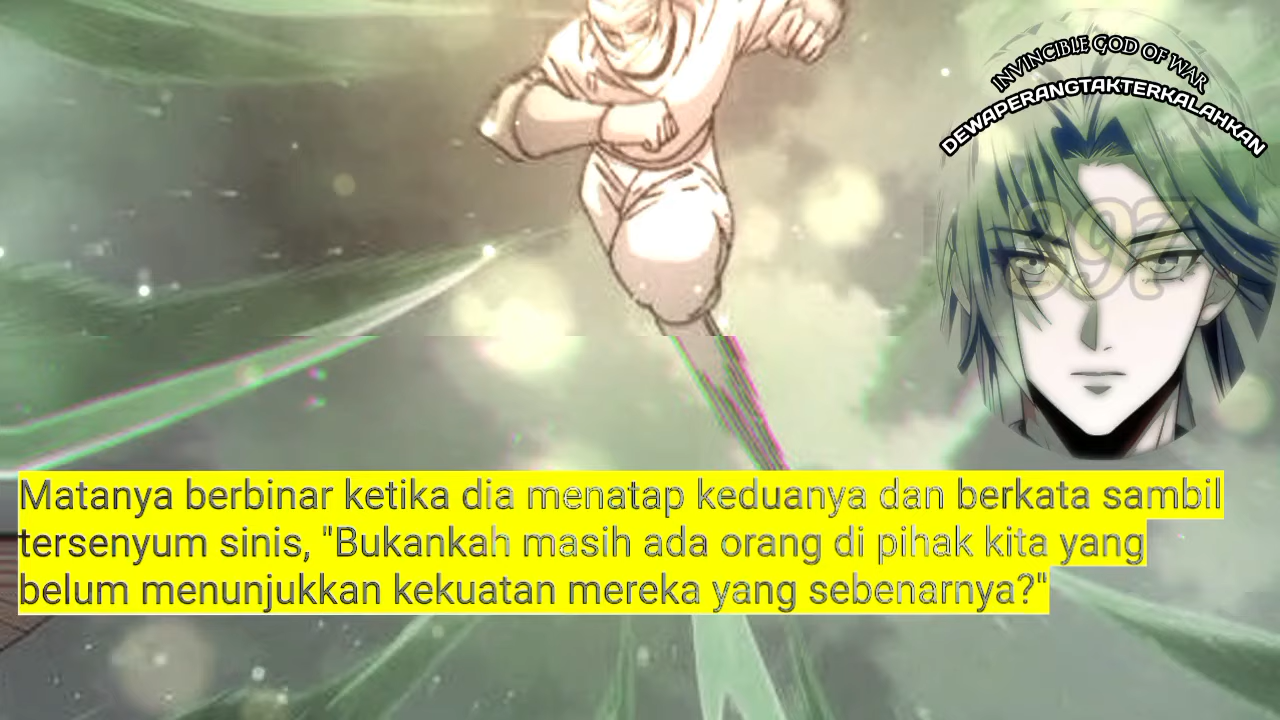 INVINCIBLE GOD OF WAR
DEWAPERANGTAKTERKALAHKAN
397
Matanya berbinar ketika dia menatap keduanya dan berkata sambil
tersenyum sinis, "Bukankah masih ada orang di pihak kita yang
belum menunjukkan kekuatan mereka yang sebenarnya?"